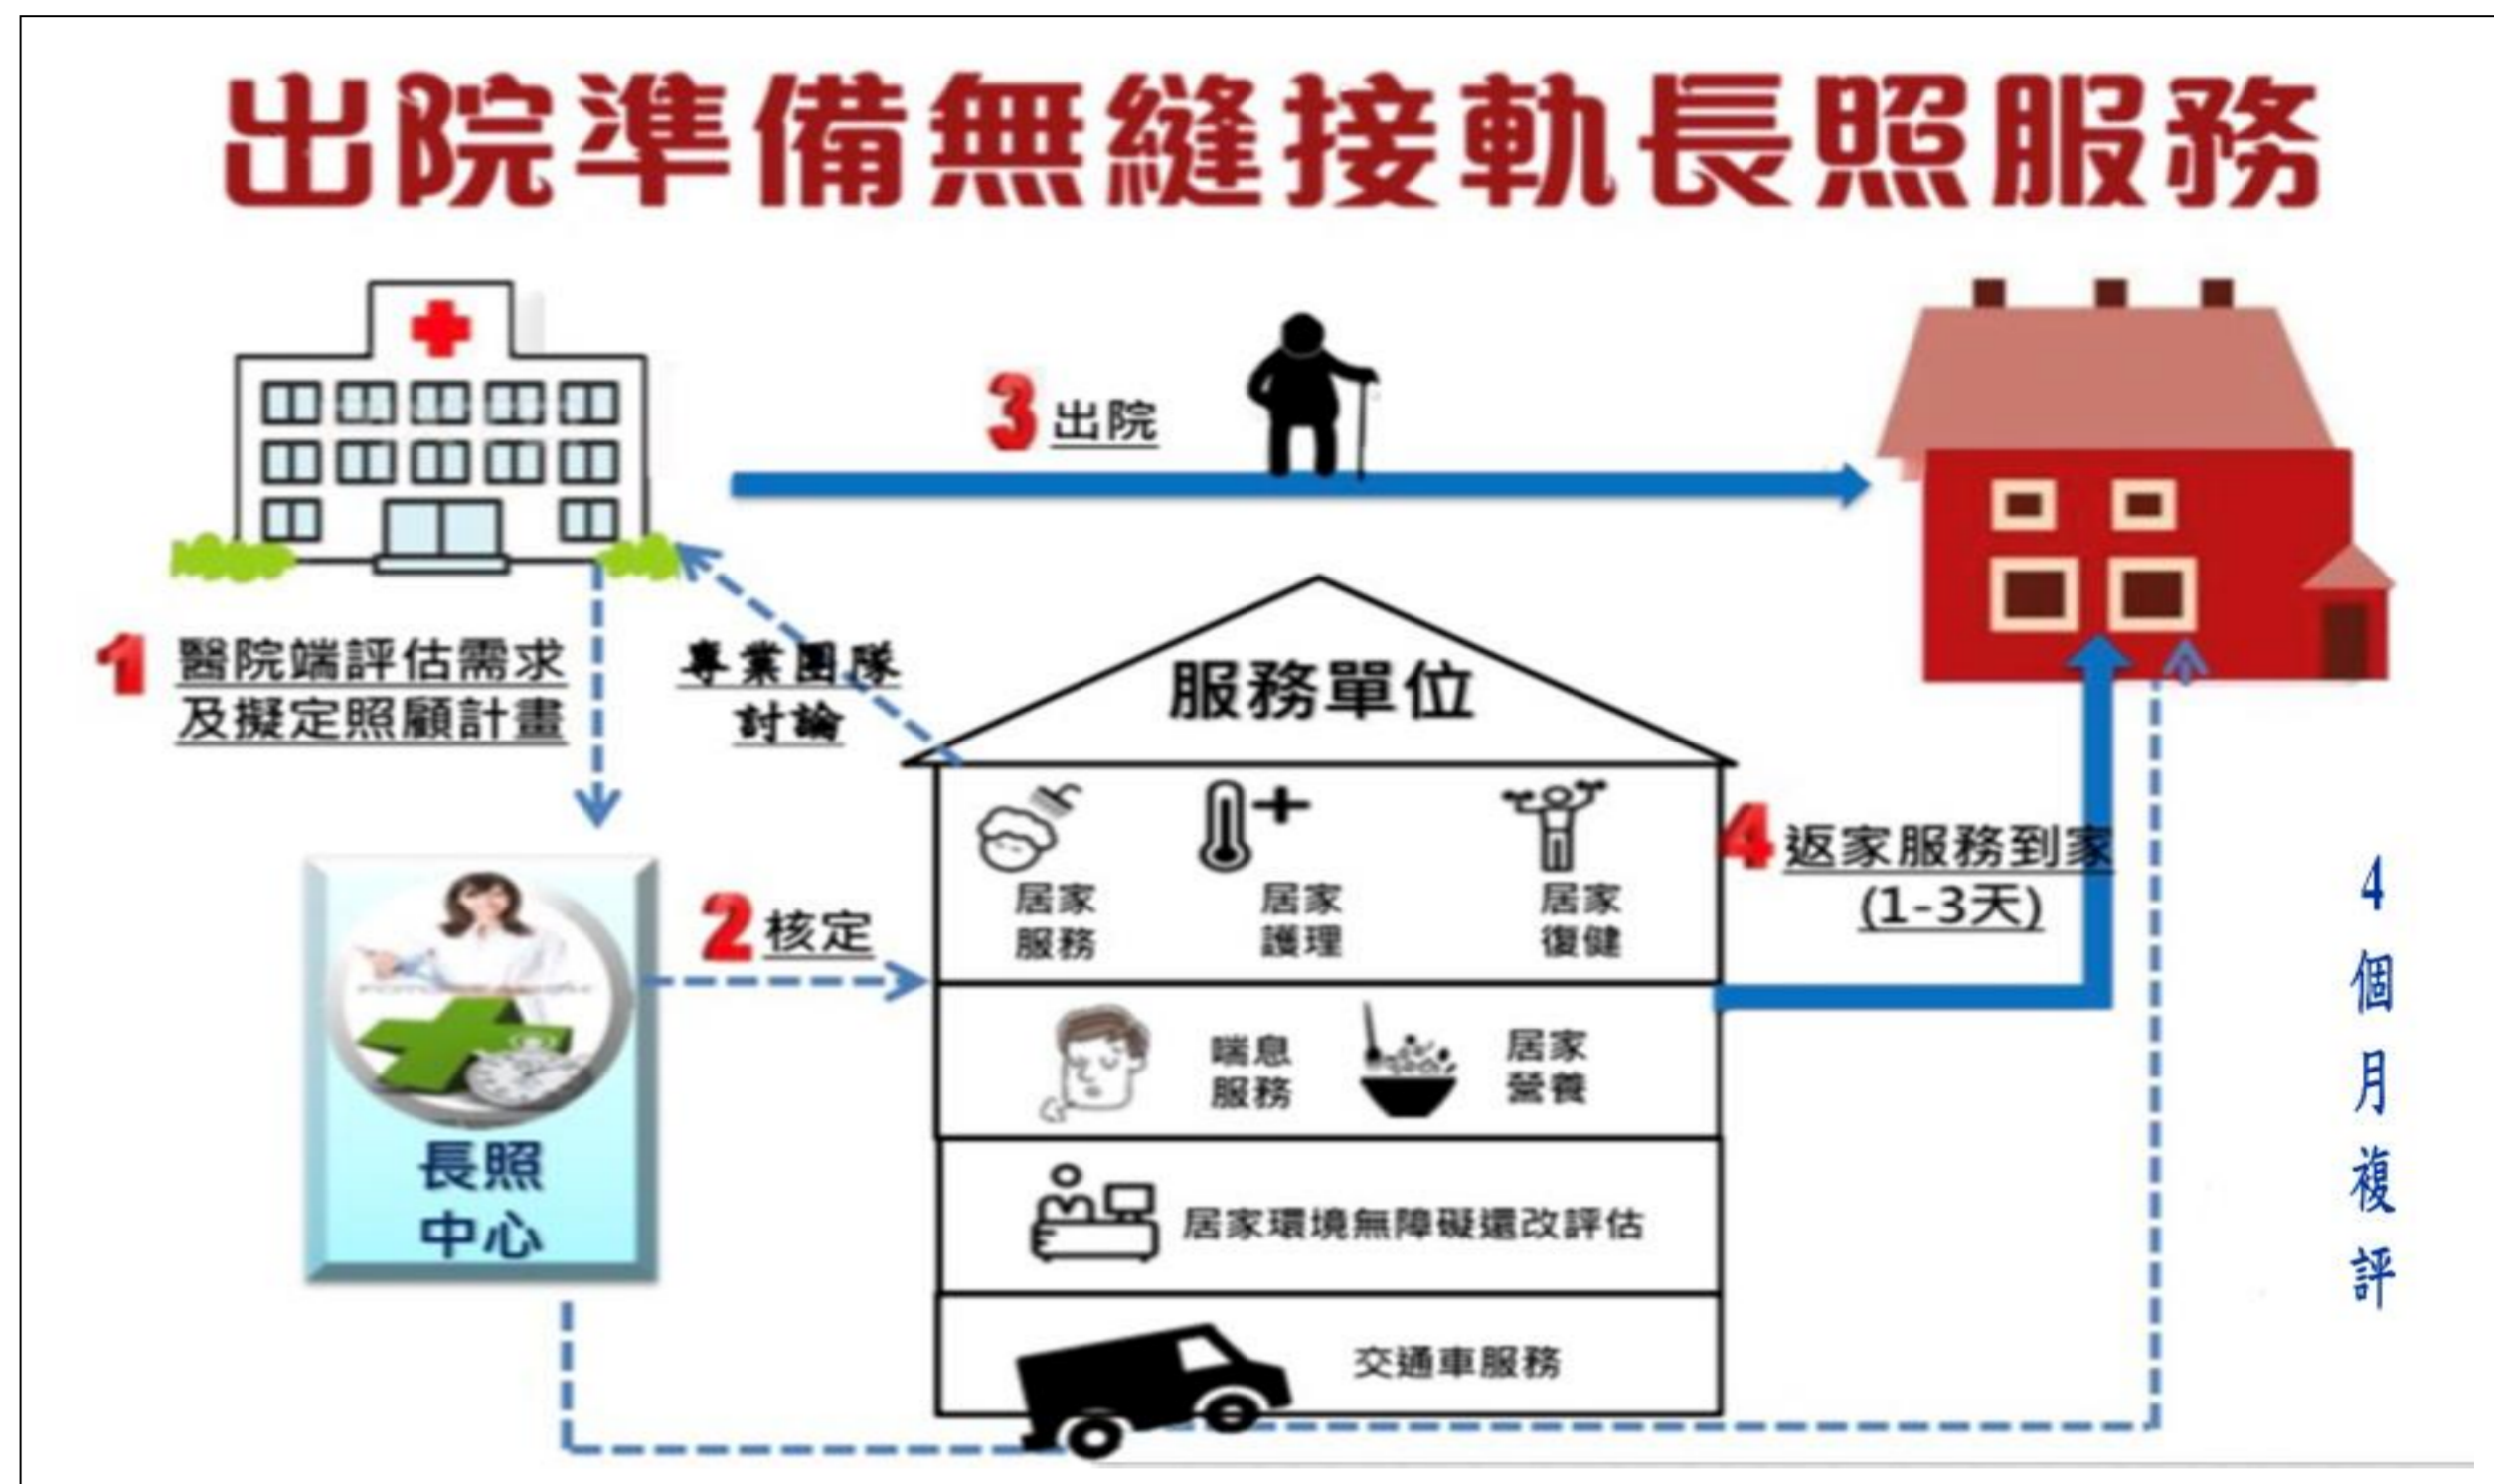 出院準備無縫接軌長照服務
3 出院
1 醫院端評估需求
及擬定照顧計畫
專業團隊
討論
服務單位
居家
服務
居家
護理
居家
復健
4 返家服務到家
(1-3天)
2 核定
喘息
服務
居家
營養
長照
中心
居家環境無障礙還改評估
交通車服務
4
個
月
複
評